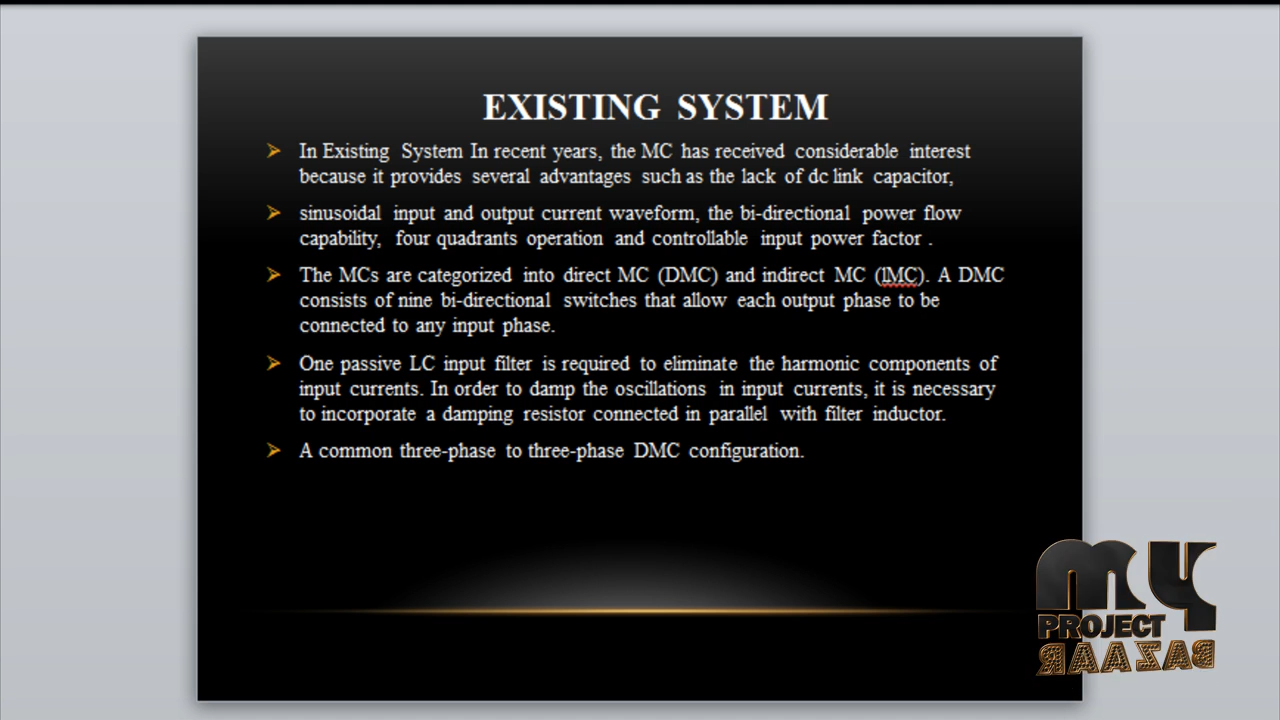 EXISTING SYSTEM
In Existing System In recent years, the MC has received considerable interest
because it provides several advantages such as the lack of dc link capacitor,
sinusoidal input and output current waveform, the bi-directional power flow
capability, four quadrants operation and controllable input power factor .
The MCs are categorized into direct MC (DMC) and indirect MC (lMC). A DMC
consists of nine bi-directional switches that allow each output phase to be
connected to any input phase.
One passive LC input filter is required to eliminate the harmonic components of
input currents. In order to damp the oscillations in input currents, it is necessary
to incorporate a damping resistor connected in parallel with filter inductor.
A common three-phase to three-phase DMC configuration.
MY
PROJECT
BAZAAR